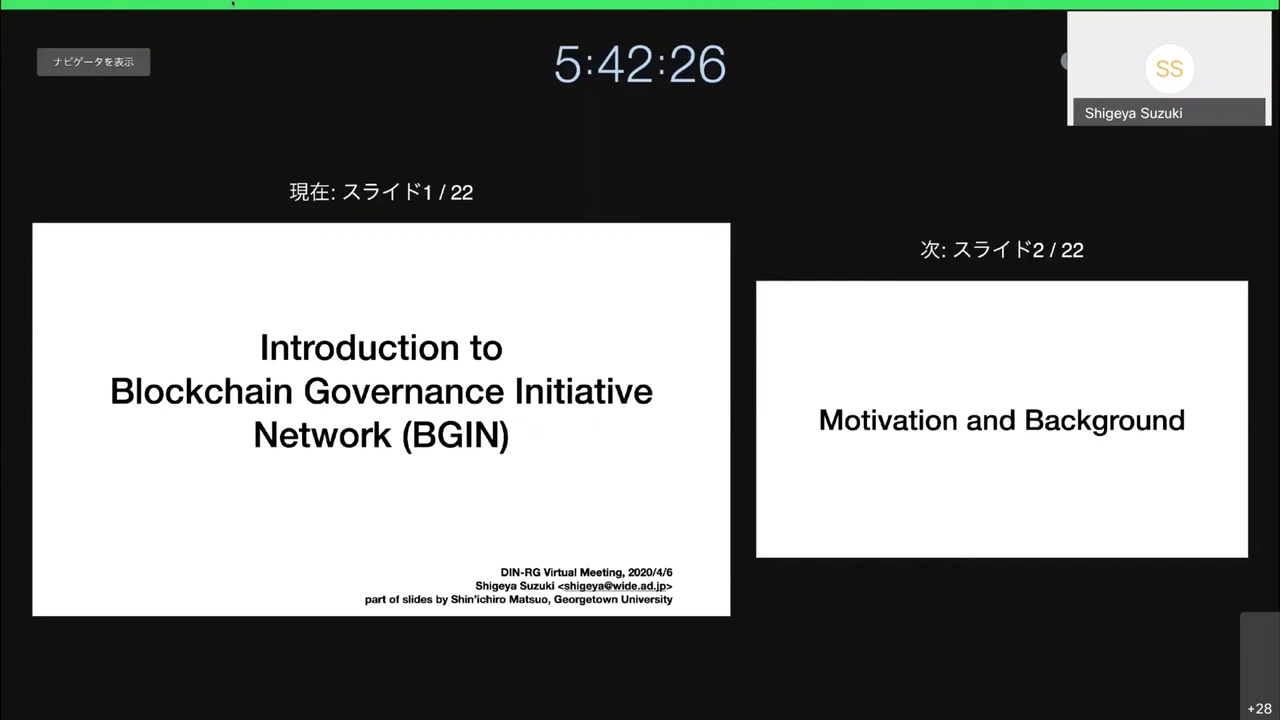 ナビゲータを表示
5:42:26
SS
Shigeya Suzuki
現在: スライド1 / 22
次: スライド2 / 22
Introduction to
Blockchain Governance Initiative
Network (BGIN)
DIN-RG Virtual Meeting, 2020/4/6
Shigeya Suzuki <shigeya@wide.ad.jp>
part of slides by Shin'ichiro Matsuo, Georgetown University
Motivation and Background
+28